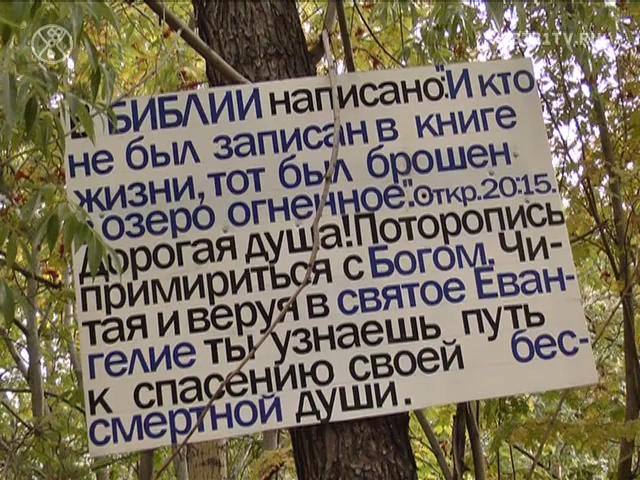 В БИБЛИИ написано:"И кто
не был записан в книге
жизни, тот был брошен
в озеро огненное".Откр.20:15.
Дорогая душа! Поторопись
примириться с Богом. Чи-
тая и веруя в святое Еван-
гелие ты узнаешь путь
к спасению своей бес-
смертной души.